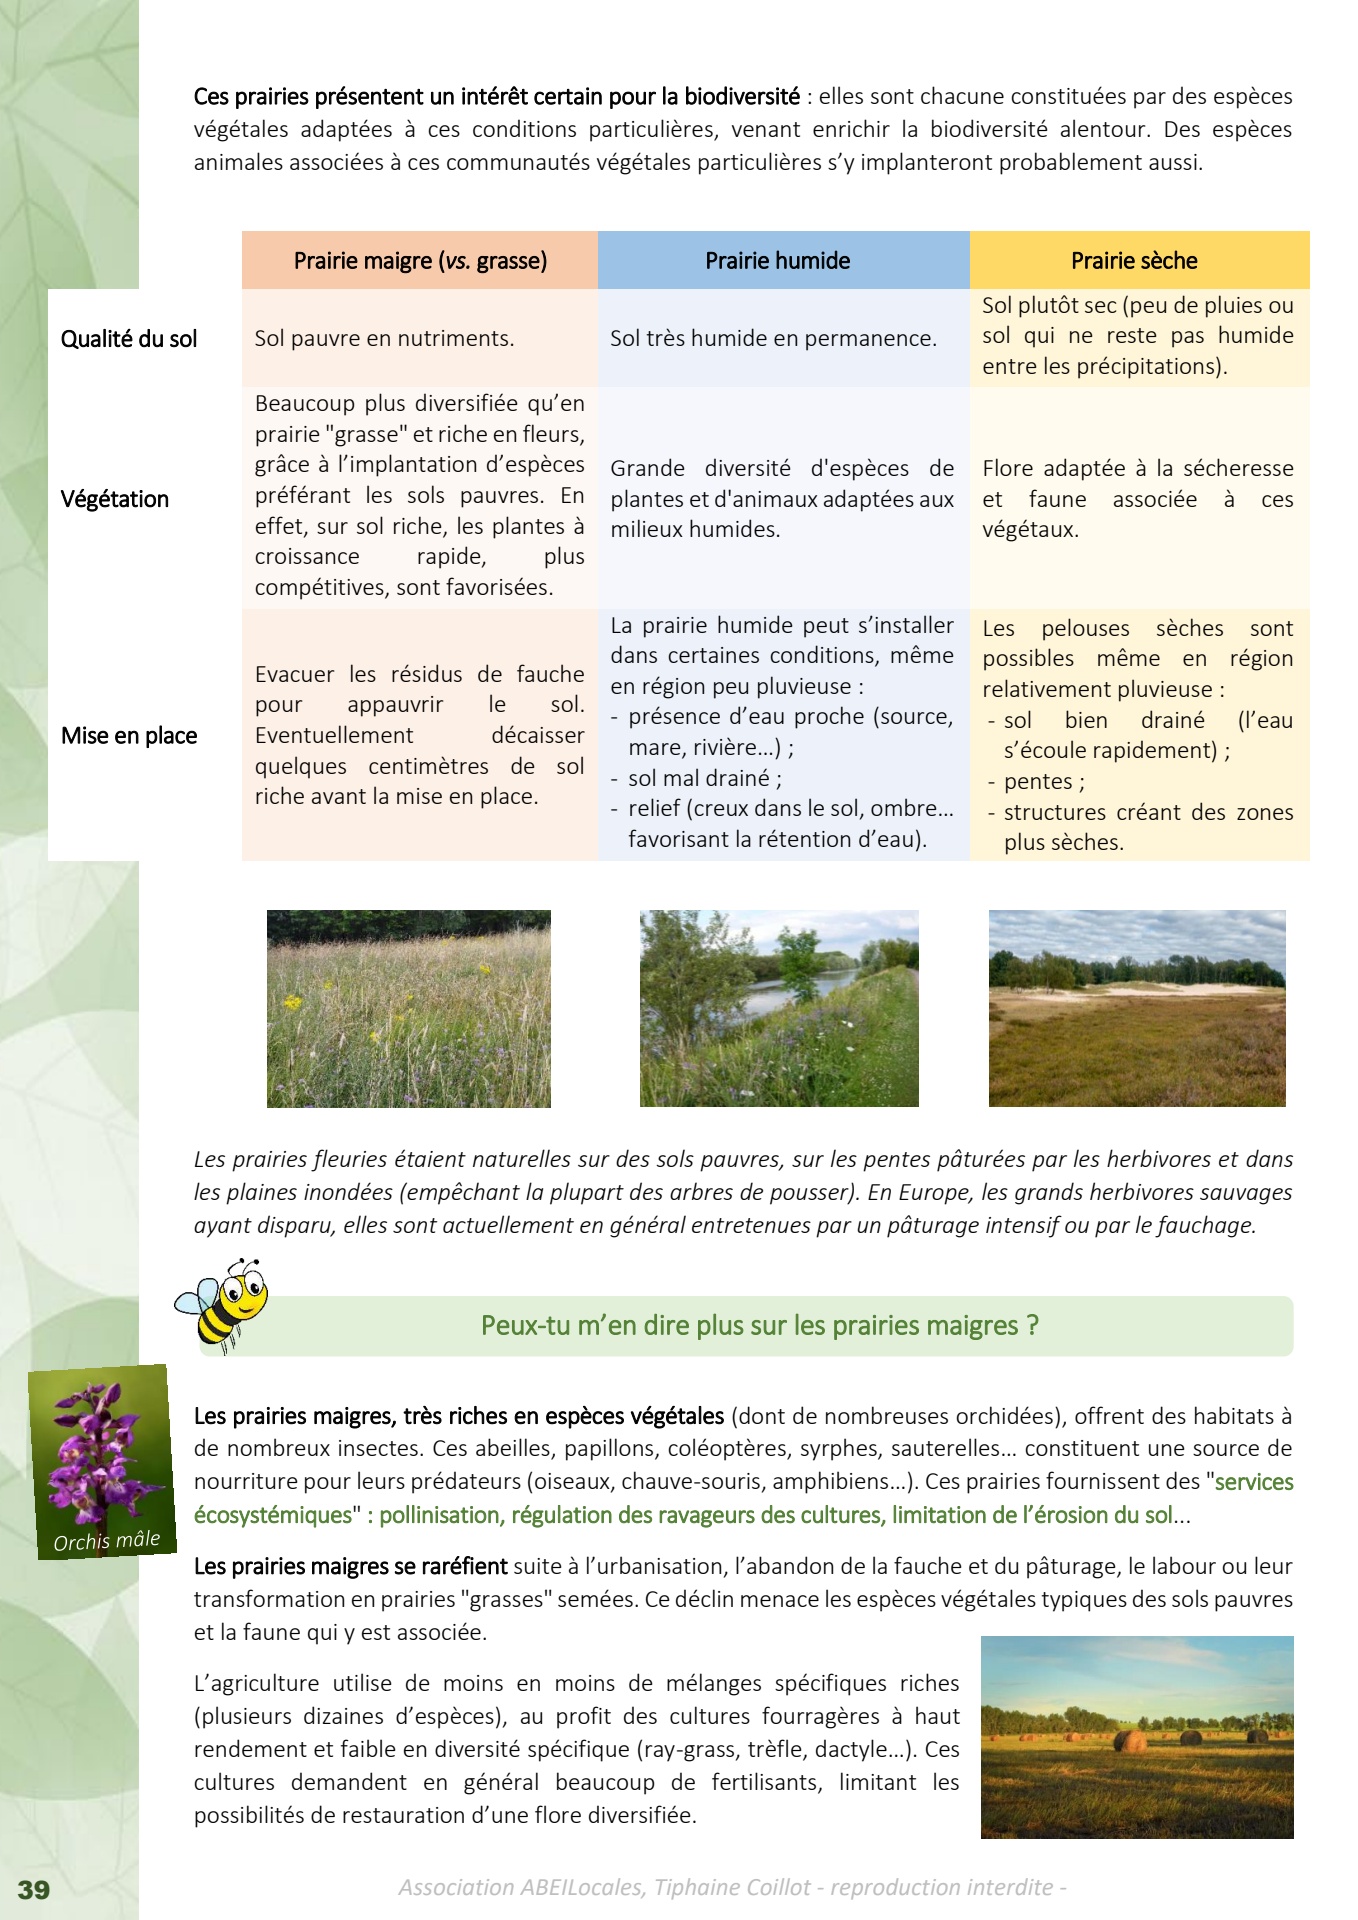 Ces prairies présentent un intérêt certain pour la biodiversité : elles sont chacune constituées par des espèces
végétales adaptées à ces conditions particulières, venant enrichir la biodiversité alentour. Des espèces
animales associées à ces communautés végétales particulières s’y implanteront probablement aussi.
Prairie maigre (vs. grasse)
Prairie humide
Prairie sèche
Qualité du sol
Sol pauvre en nutriments.
Sol très humide en permanence.
Sol plutôt sec (peu de pluies ou
sol qui ne reste pas humide
entre les précipitations).
Végétation
Beaucoup plus diversifiée qu’en
prairie "grasse" et riche en fleurs,
grâce à l’implantation d’espèces
préférant les sols pauvres. En
effet, sur sol riche, les plantes à
croissance rapide, plus
compétitives, sont favorisées.
Grande diversité d'espèces de
plantes et d'animaux adaptées aux
milieux humides.
Flore adaptée à la sécheresse
et faune associée à ces
végétaux.
Mise en place
Evacuer les résidus de fauche
pour appauvrir le sol.
Eventuellement décaisser
quelques centimètres de sol
riche avant la mise en place.
La prairie humide peut s’installer
dans certaines conditions, même
en région peu pluvieuse :
- présence d’eau proche (source,
mare, rivière…) ;
- sol mal drainé ;
- relief (creux dans le sol, ombre…
favorisant la rétention d’eau).
Les pelouses sèches sont
possibles même en région
relativement pluvieuse :
- sol bien drainé (l’eau
s’écoule rapidement) ;
- pentes ;
- structures créant des zones
plus sèches.
Les prairies fleuries étaient naturelles sur des sols pauvres, sur les pentes pâturées par les herbivores et dans
les plaines inondées (empêchant la plupart des arbres de pousser). En Europe, les grands herbivores sauvages
ayant disparu, elles sont actuellement en général entretenues par un pâturage intensif ou par le fauchage.
Peux-tu m’en dire plus sur les prairies maigres ?
Orchis mâle
Les prairies maigres, très riches en espèces végétales (dont de nombreuses orchidées), offrent des habitats à
de nombreux insectes. Ces abeilles, papillons, coléoptères, syrphes, sauterelles… constituent une source de
nourriture pour leurs prédateurs (oiseaux, chauve-souris, amphibiens…). Ces prairies fournissent des "services
écosystémiques" : pollinisation, régulation des ravageurs des cultures, limitation de l’érosion du sol…
Les prairies maigres se raréfient suite à l’urbanisation, l’abandon de la fauche et du pâturage, le labour ou leur
transformation en prairies "grasses" semées. Ce déclin menace les espèces végétales typiques des sols pauvres
et la faune qui y est associée.
L’agriculture utilise de moins en moins de mélanges spécifiques riches
(plusieurs dizaines d’espèces), au profit des cultures fourragères à haut
rendement et faible en diversité spécifique (ray-grass, trèfle, dactyle…). Ces
cultures demandent en général beaucoup de fertilisants, limitant les
possibilités de restauration d’une flore diversifiée.
39
Association ABEILocales, Tiphaine Coillot - reproduction interdite -